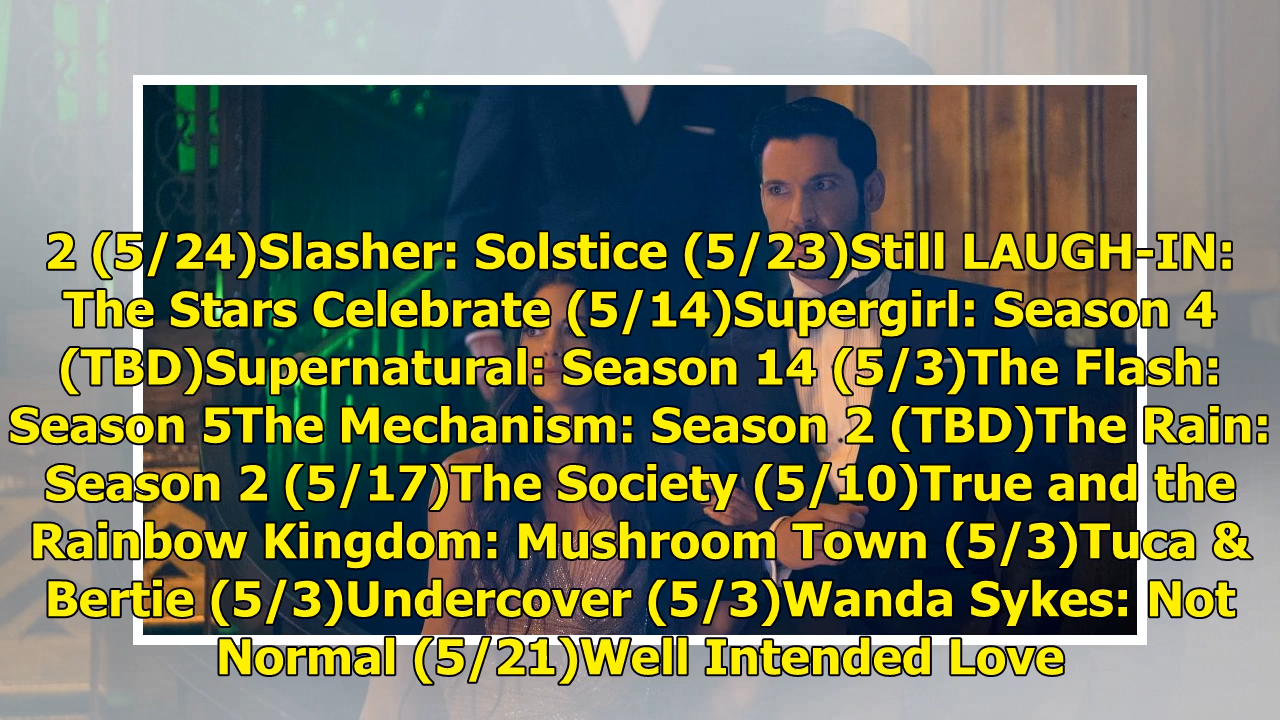 2 (5/24)Slasher: Solstice (5/23)Still LAUGH-IN:
The Stars Celebrate (5/14)Supergirl: Season 4
(TBD)Supernatural: Season 14 (5/3)The Flash:
Season 5The Mechanism: Season 2 (TBD)The Rain:
Season 2 (5/17)The Society (5/10)True and the
Rainbow Kingdom: Mushroom Town (5/3)Tuca &
Bertie (5/3)Undercover (5/3)Wanda Sykes: Not
Normal (5/21)Well Intended Love